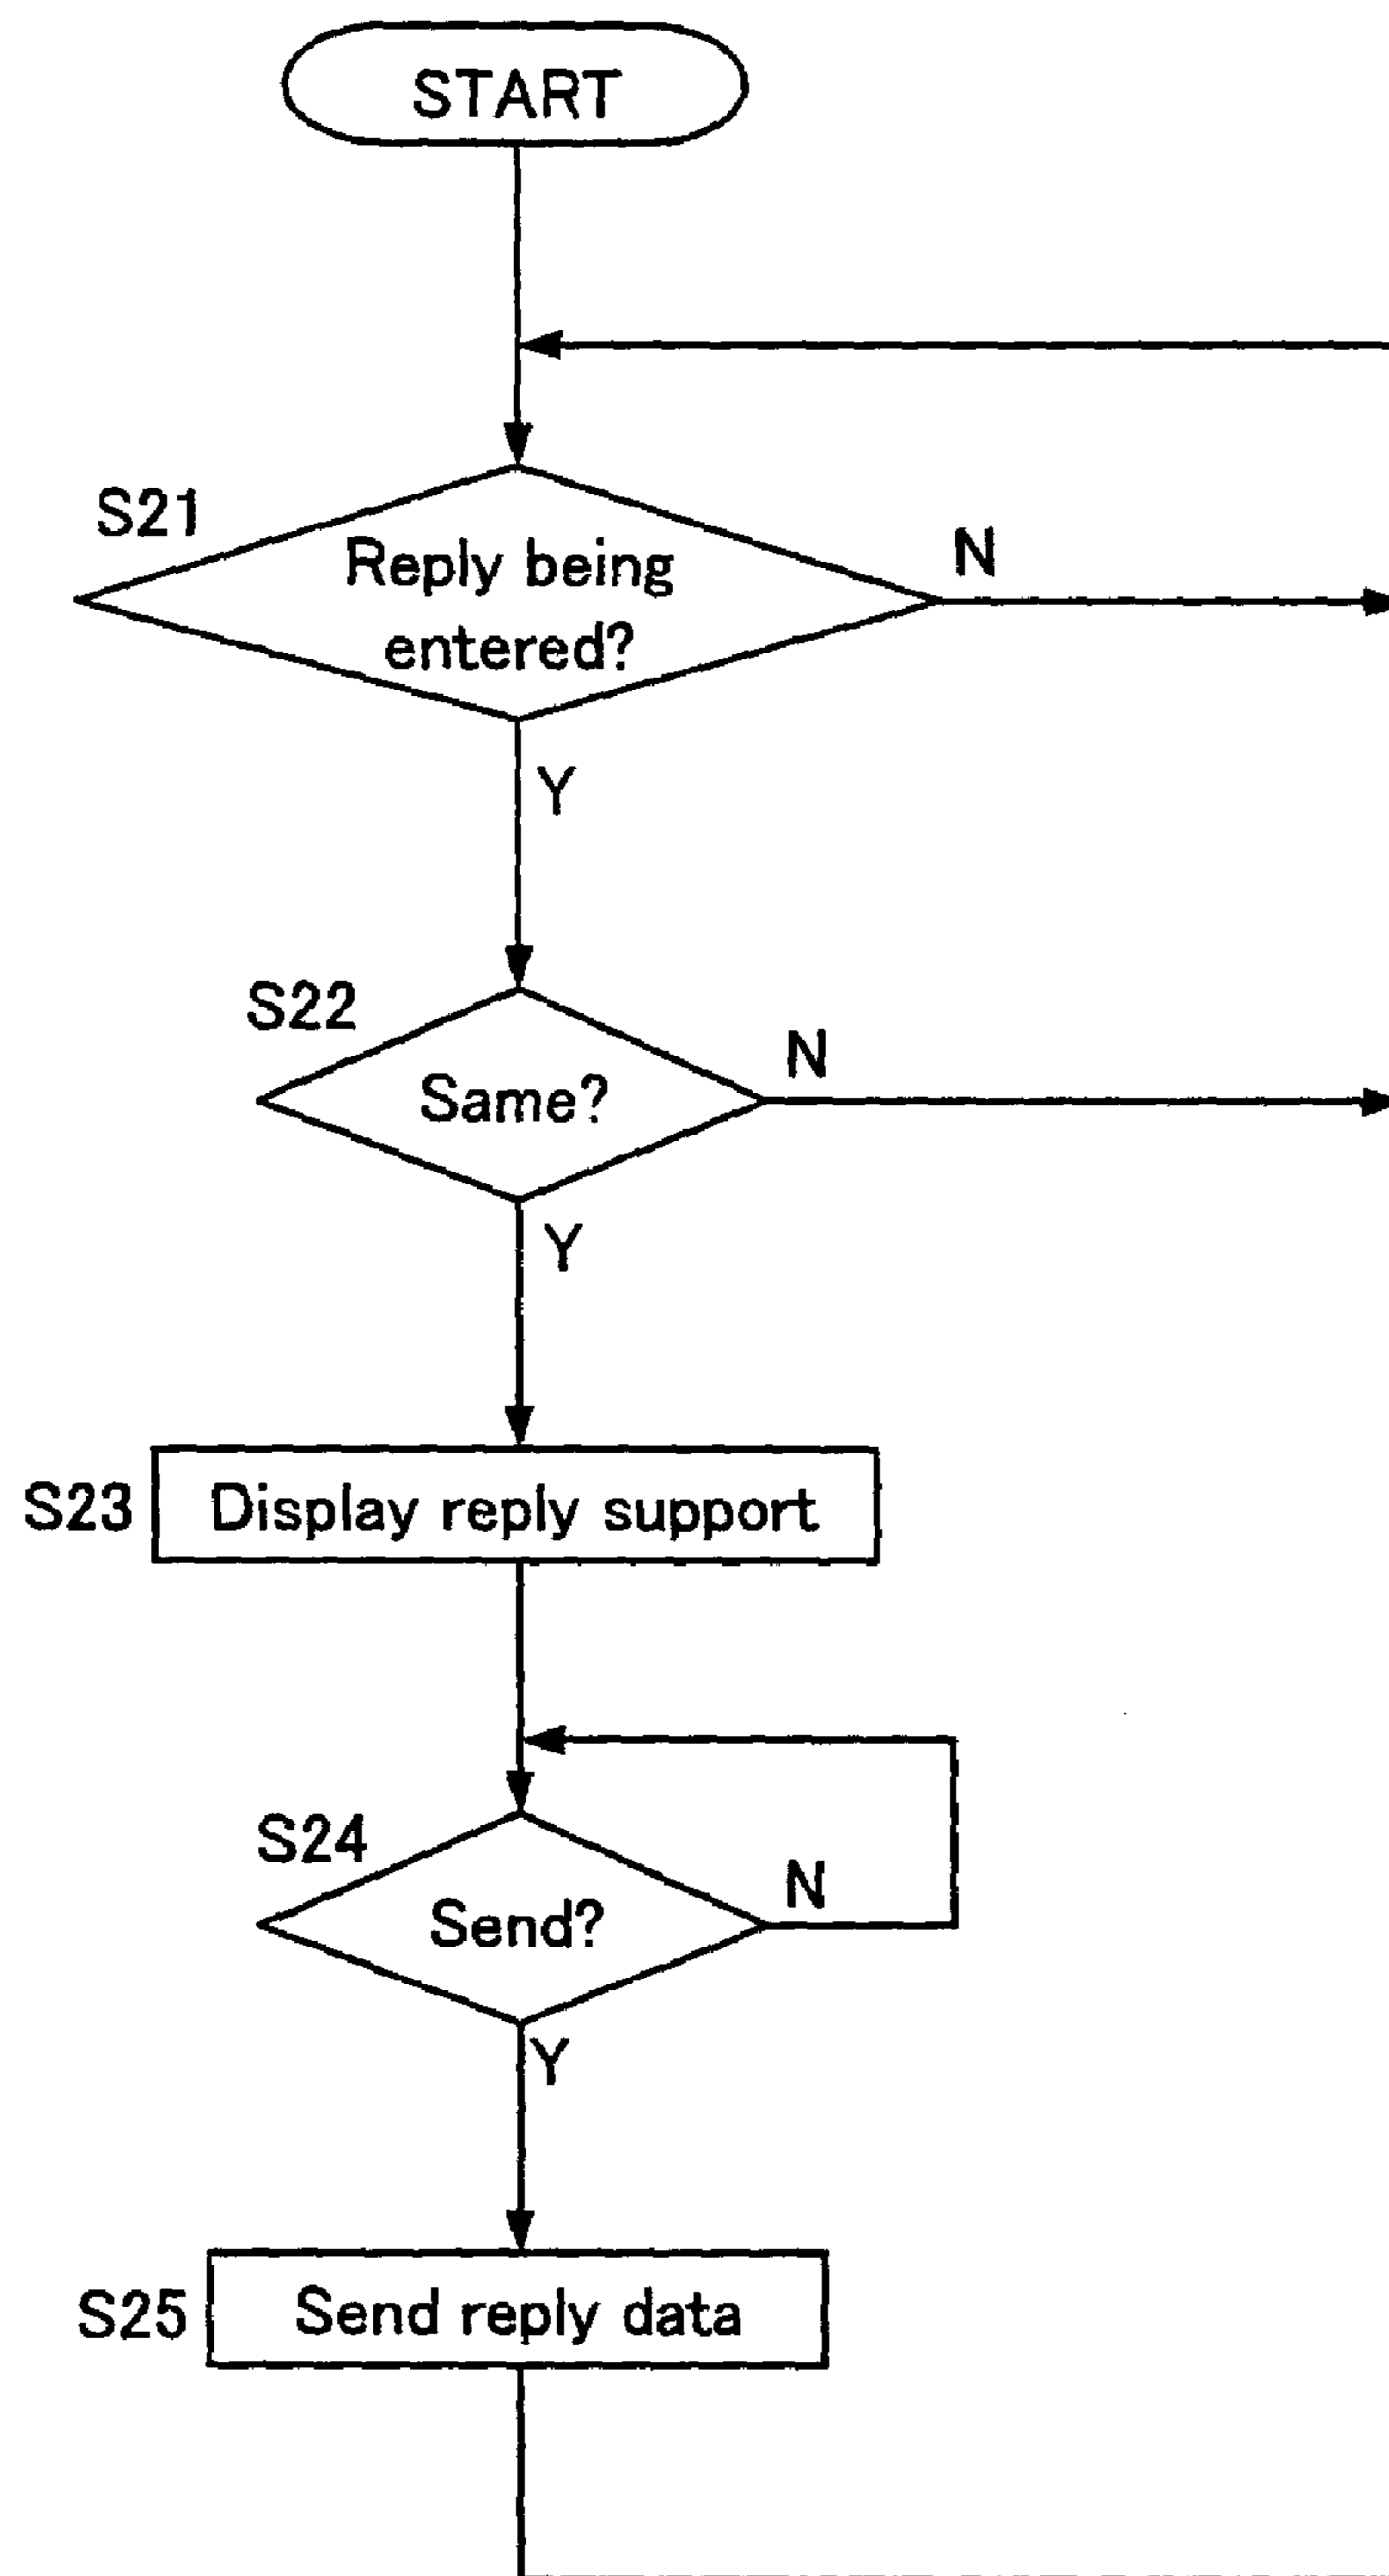 START
S21
Reply being
entered?
N
Y
S22
Same?
N
Y
S23
Display reply support
S24
Send?
N
Y
S25
Send reply data